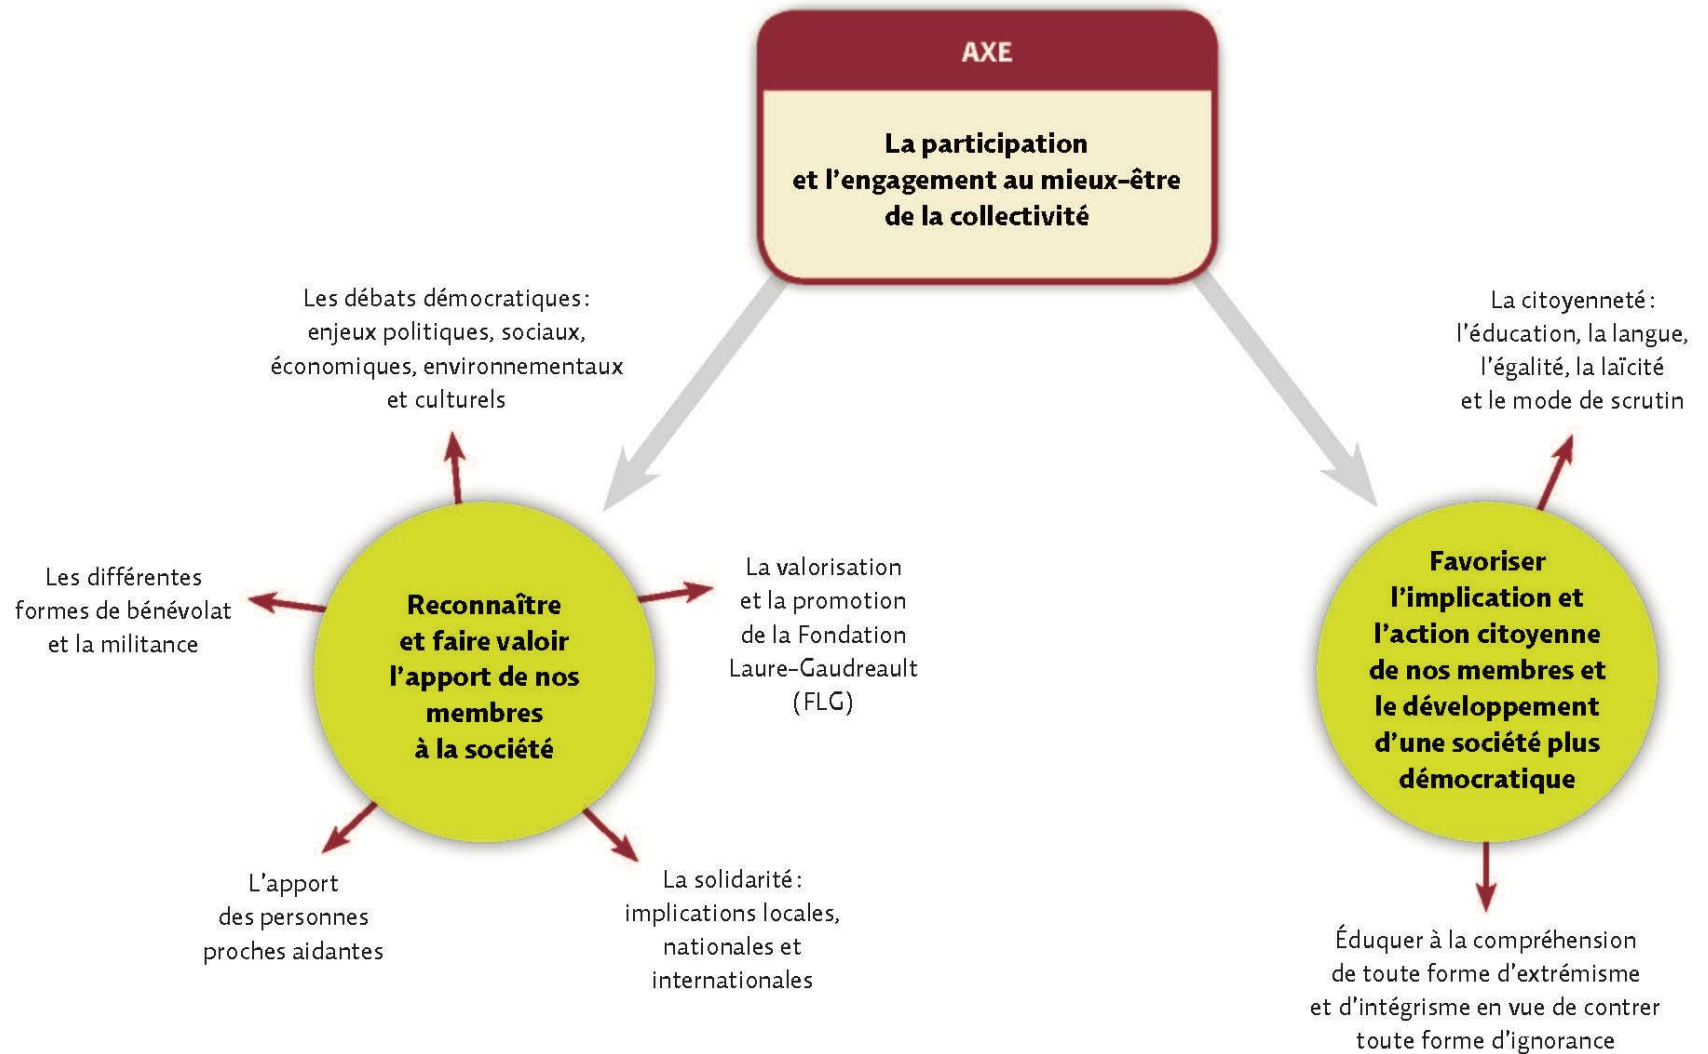 AXE
La participation
et l'engagement au mieux-être
de la collectivité
Les débats démocratiques :
enjeux politiques, sociaux,
économiques, environnementaux
et culturels
Les différentes
formes de bénévolat
et la militance
Reconnaître
et faire valoir
l'apport de nos
membres
à la société
La valorisation
et la promotion
de la Fondation
Laure-Gaudreault
(FLG)
L'apport
des personnes
proches aidantes
La solidarité :
implications locales,
nationales et
internationales
La citoyenneté :
l'éducation, la langue,
l'égalité, la laïcité
et le mode de scrutin
Favoriser
l'implication et
l'action citoyenne
de nos membres et
le développement
d'une société plus
démocratique
Éduquer à la compréhension
de toute forme d'extrémisme
et d'intégrisme en vue de contrer
toute forme d'ignorance